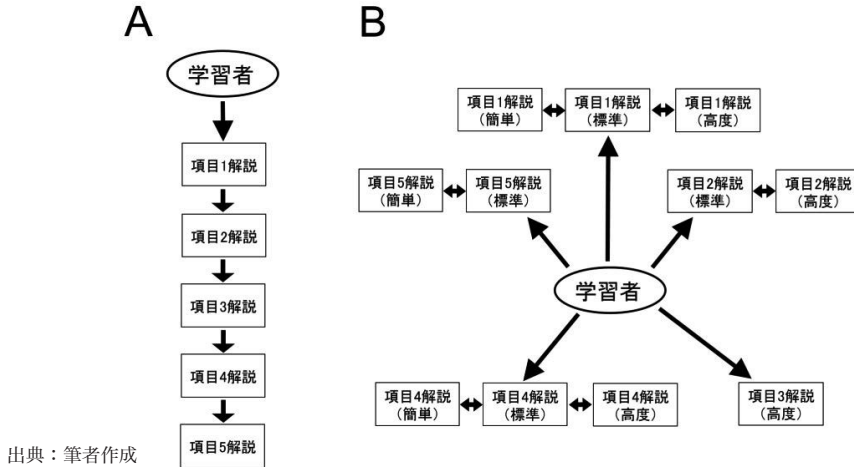 A
学習者
項目1解説
項目2解説
項目3解説
項目4解説
項目5解説
B
項目1解説
(簡単)
項目1解説
(標準)
項目1解説
(高度)
項目5解説
(簡単)
項目5解説
(標準)
項目2解説
(標準)
項目2解説
(高度)
学習者
項目4解説
(簡単)
項目4解説
(標準)
項目4解説
(高度)
項目3解説
(高度)
出典：筆者作成